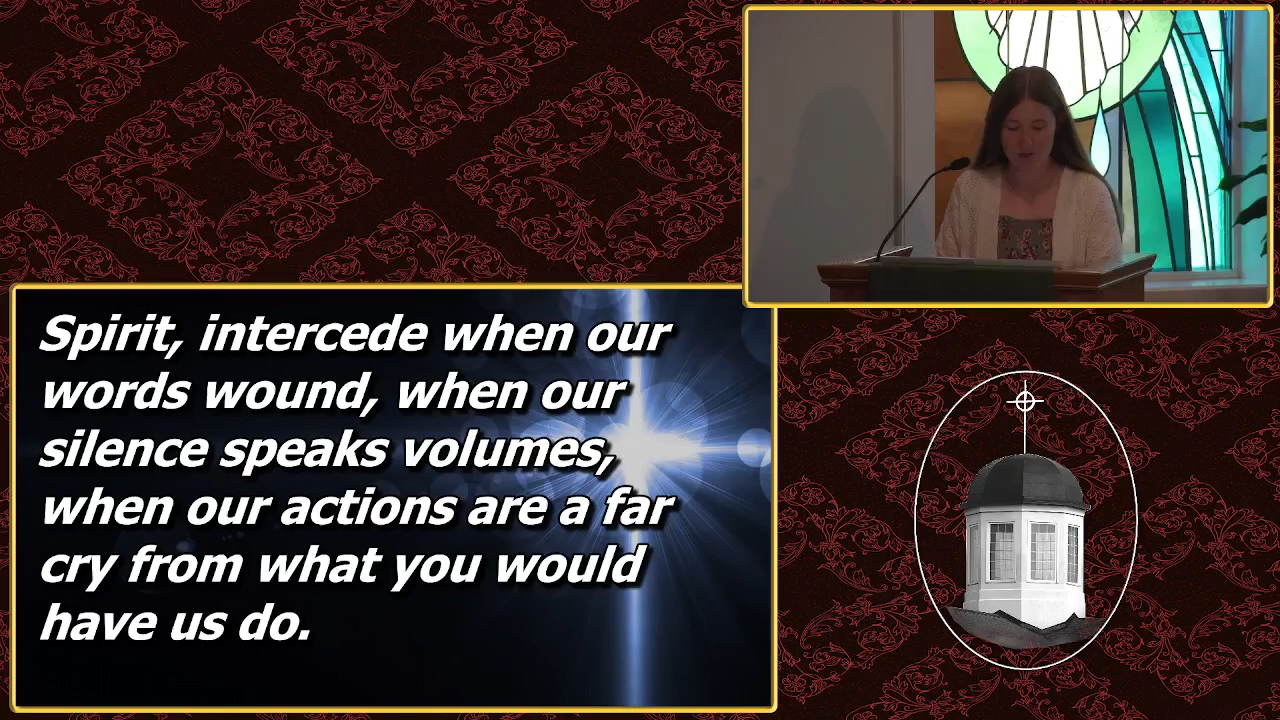 Spirit, intercede when our
words wound, when our
silence speaks volumes,
when our actions are a far
cry from what you would
have us do.